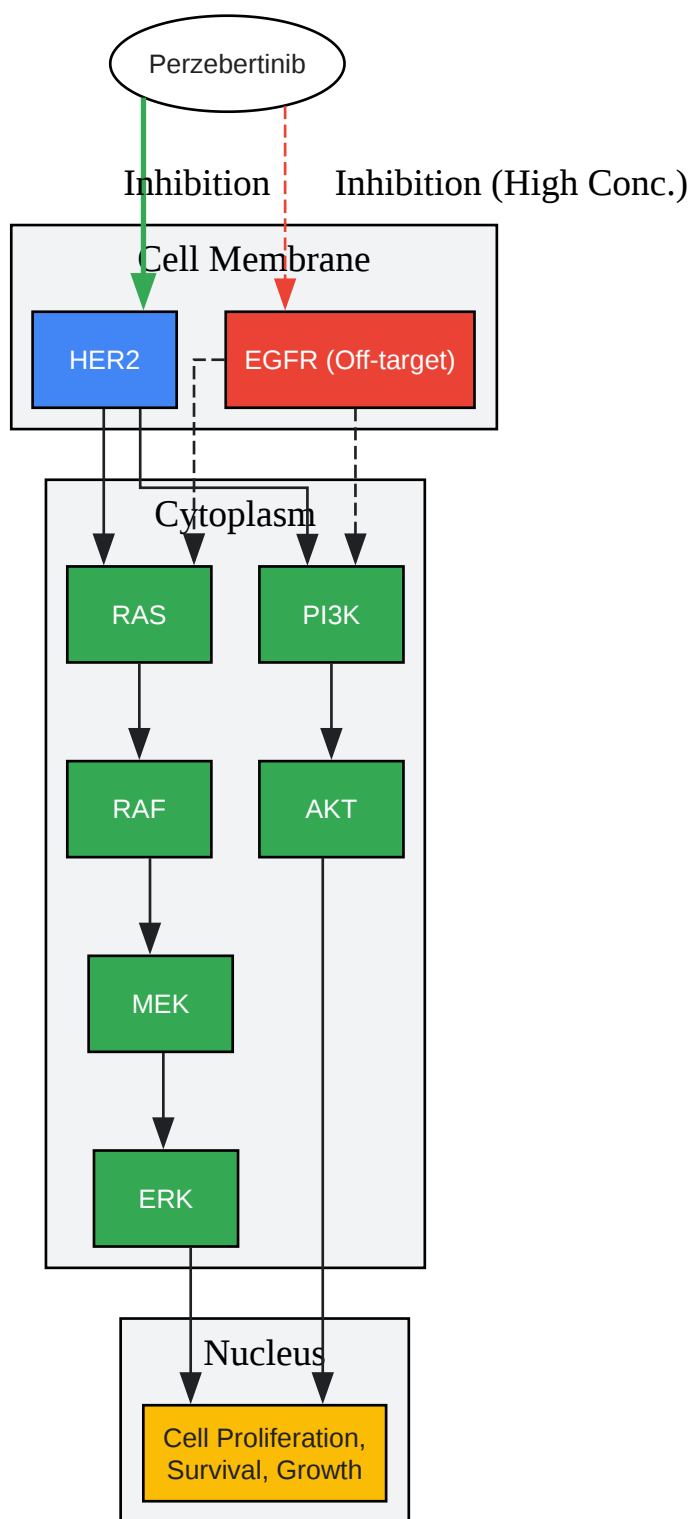 Perzebertinib
Inhibition
Inhibition (High Conc.)
Cell Membrane
HER2
EGFR (Off-target)
Cytoplasm
RAS
PI3K
RAF
AKT
MEK
ERK
Nucleus
Cell Proliferation,
Survival, Growth